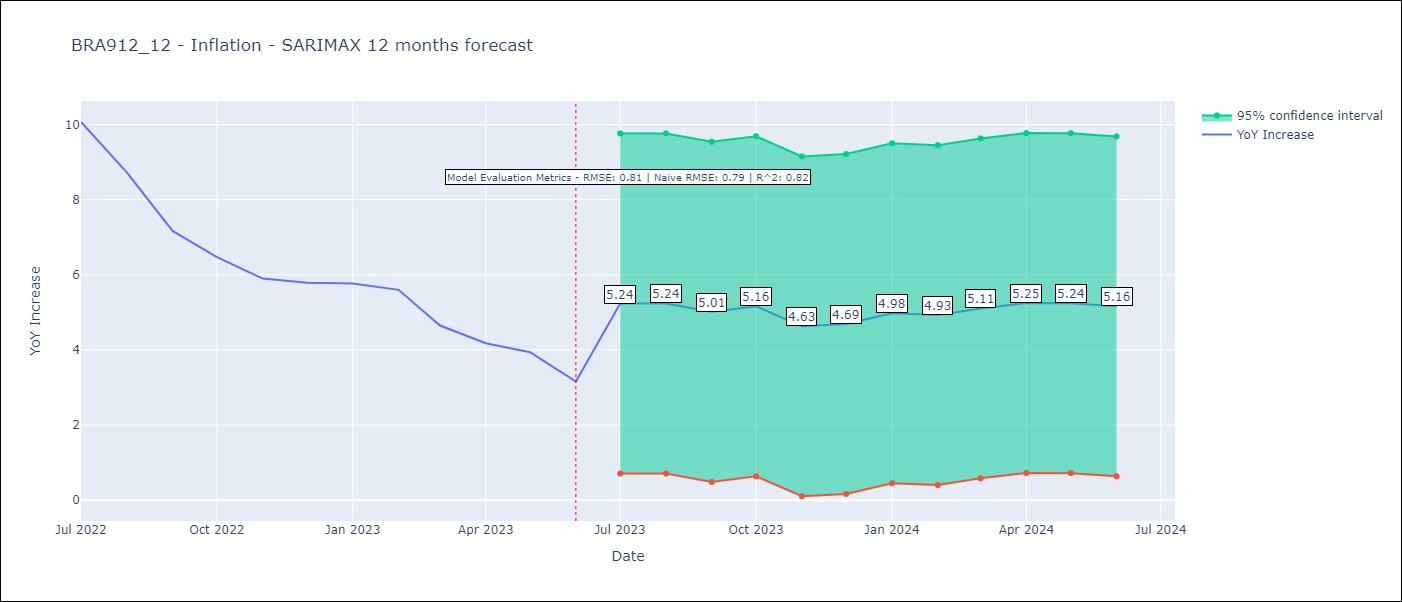 BRA912_12 - Inflation - SARIMAX 12 months forecast
95% confidence interval
YoY Increase
Model Evaluation Metrics - RMSE: 0.81 | Naive RMSE: 0.79 | R^2: 0.82
10
8
6
4
2
0
YoY Increase
5.24
5.24
5.01
5.16
4.63
4.69
4.98
4.93
5.11
5.25
5.24
5.16
Jul 2022
Oct 2022
Jan 2023
Apr 2023
Jul 2023
Oct 2023
Jan 2024
Apr 2024
Jul 2024
Date